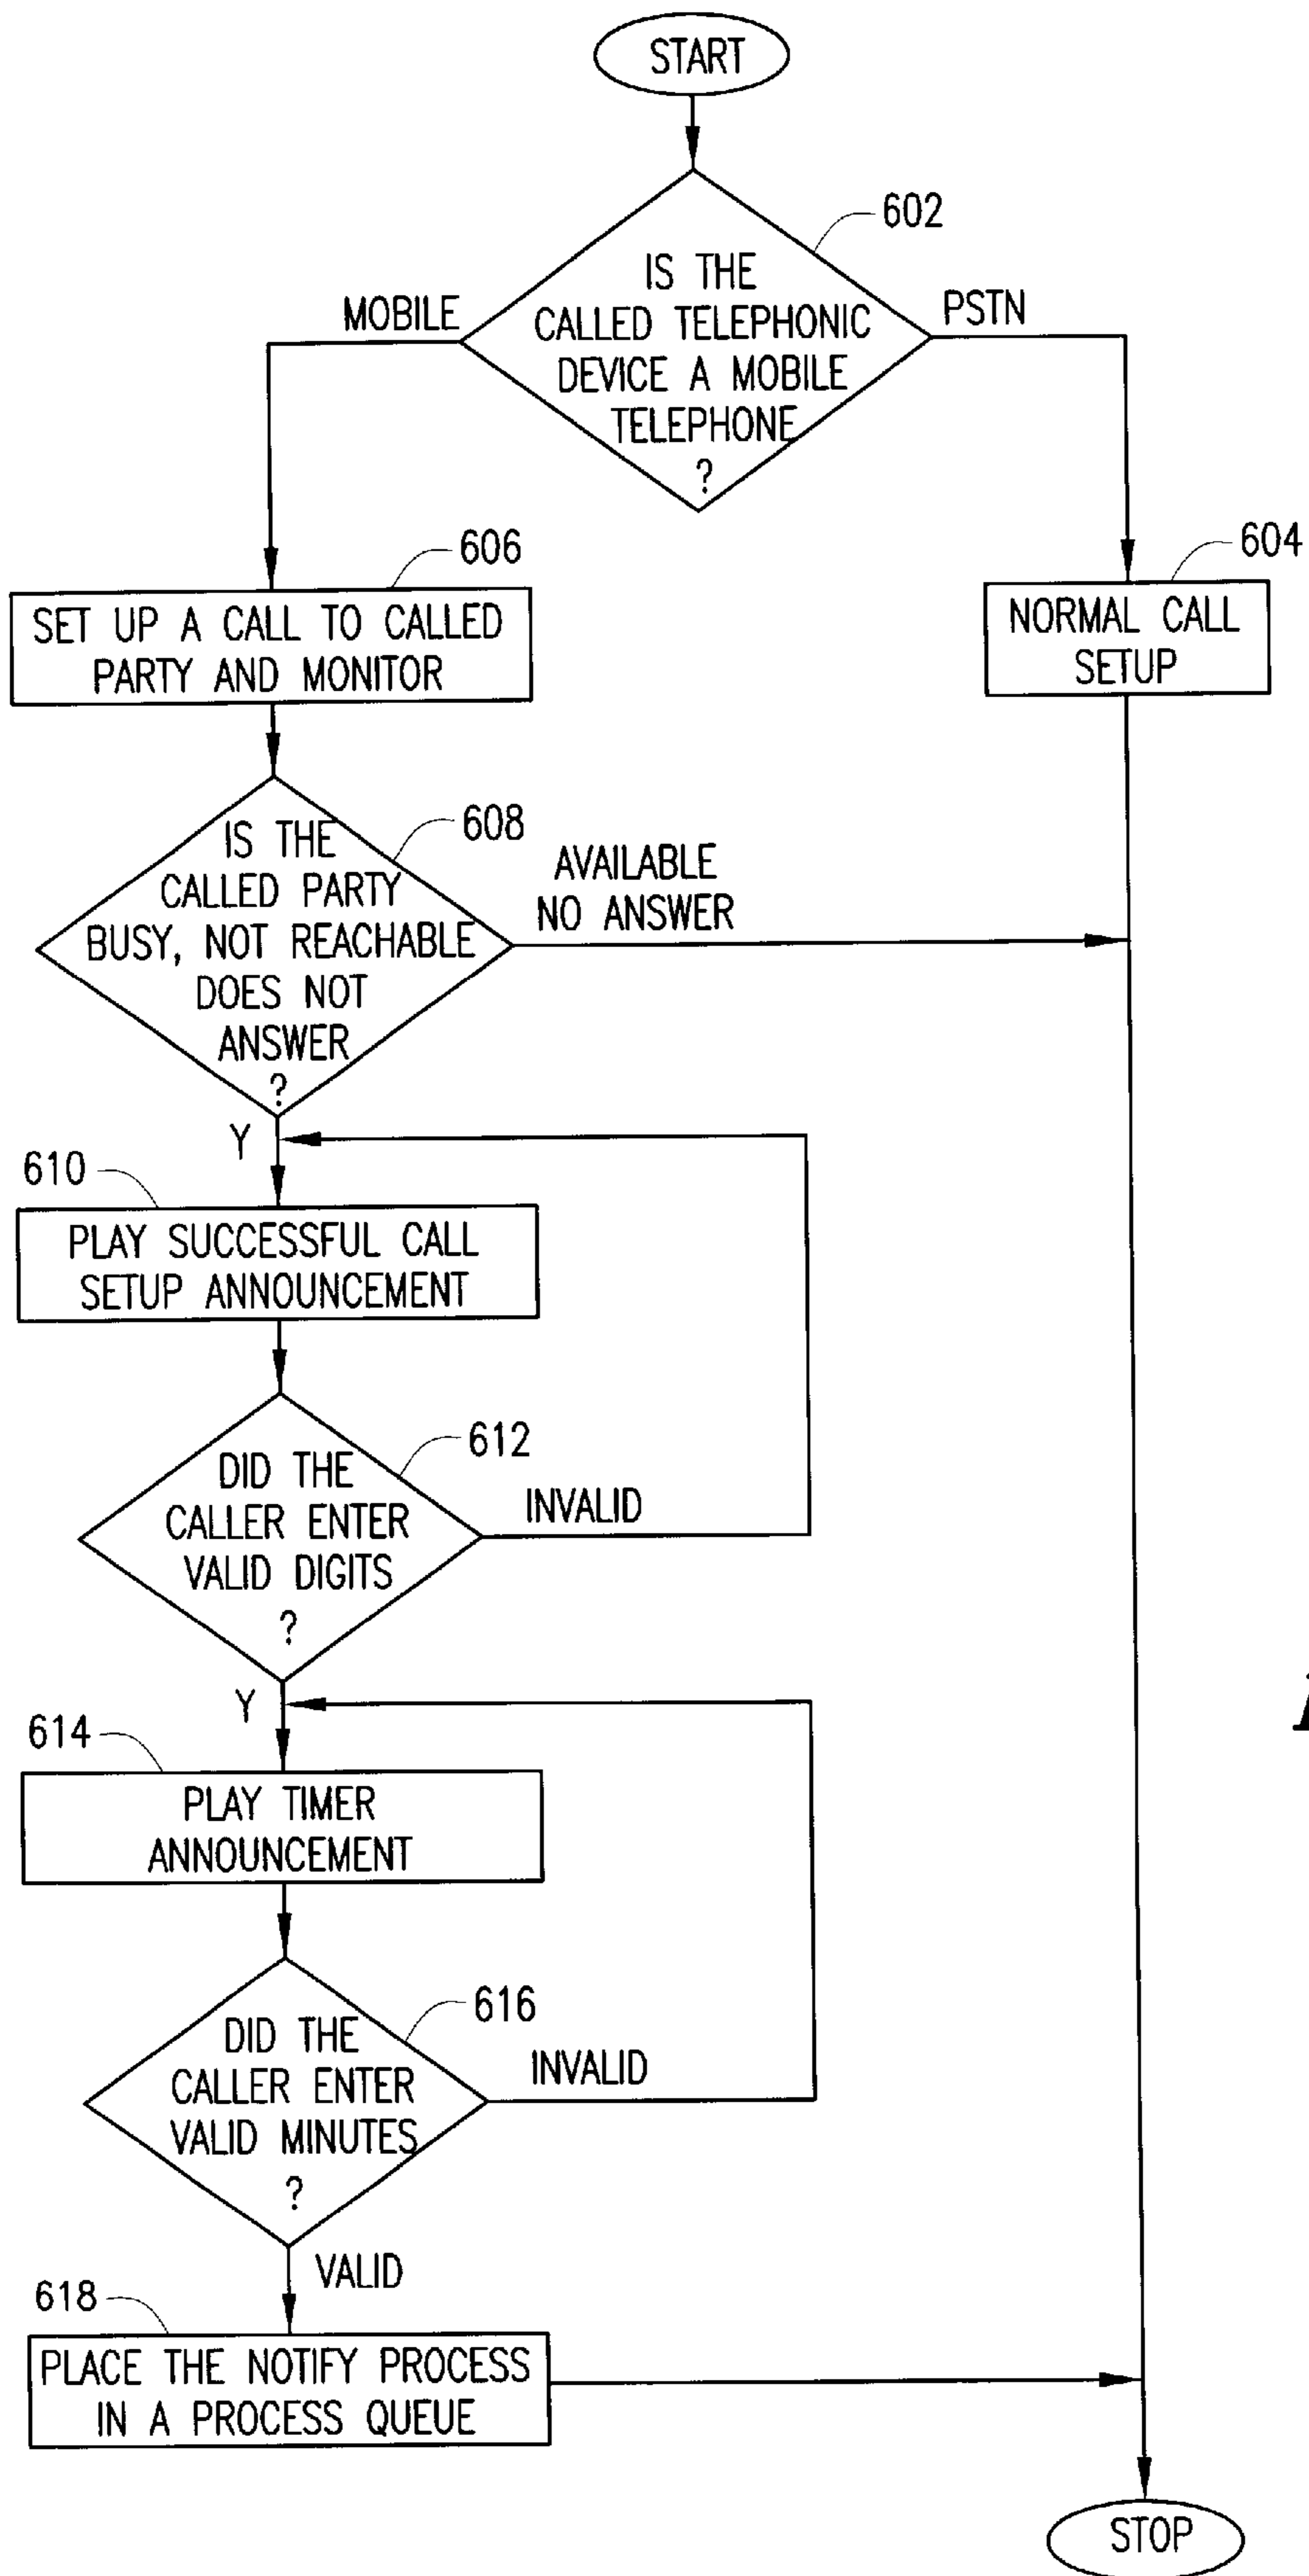 START
602
IS THE
CALLED TELEPHONIC
DEVICE A MOBILE
TELEPHONE
?
MOBILE
PSTN
606
SET UP A CALL TO CALLED
PARTY AND MONITOR
604
NORMAL CALL
SETUP
608
IS THE
CALLED PARTY
BUSY, NOT REACHABLE
DOES NOT
ANSWER
?
AVAILABLE
NO ANSWER
Y
610
PLAY SUCCESSFUL CALL
SETUP ANNOUNCEMENT
612
DID THE
CALLER ENTER
VALID DIGITS
?
INVALID
Y
614
PLAY TIMER
ANNOUNCEMENT
616
DID THE
CALLER ENTER
VALID MINUTES
?
INVALID
VALID
618
PLACE THE NOTIFY PROCESS
IN A PROCESS QUEUE
STOP